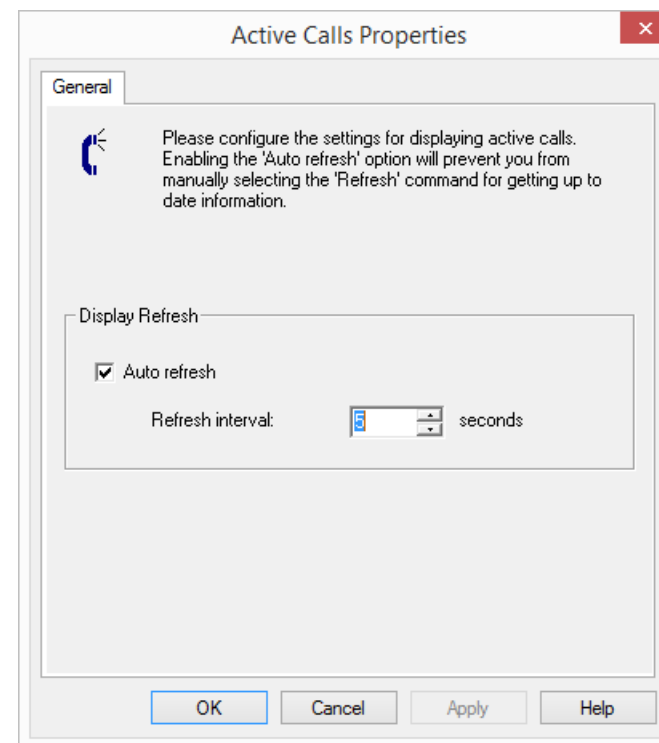 Active Calls Properties
General
Please configure the settings for displaying active calls.
Enabling the 'Auto refresh' option will prevent you from
manually selecting the 'Refresh' command for getting up to
date information.
Display Refresh
Auto refresh
Refresh interval: 5 seconds
OK Cancel Apply Help